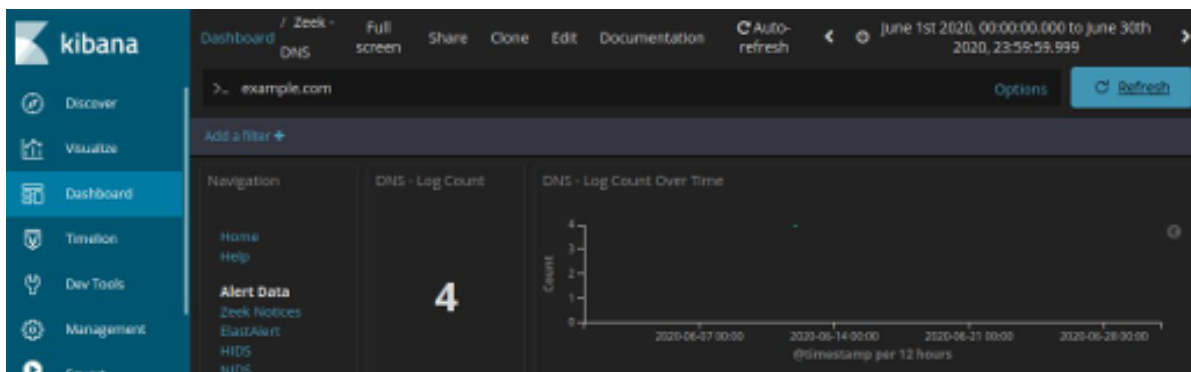 kibana
Discover
Visualize
Dashboard
Timelion
Dev Tools
Management
Dashboard / Zeek - DNS
Full screen
Share
Clone
Edit
Documentation
Auto-refresh
June 1st 2020, 00:00:00.000 to June 30th 2020, 23:59:59.999
>_ example.com
Options
Refresh
Add a filter +
Navigation
Home
Help
Alert Data
Zeek Notices
ElastAlert
HIDS
NIDS
DNS - Log Count
4
DNS - Log Count Over Time
Count
4
3
2
1
0
2020-06-07 00:00
2020-06-14 00:00
2020-06-21 00:00
2020-06-28 00:00
@timestamp per 12 hours